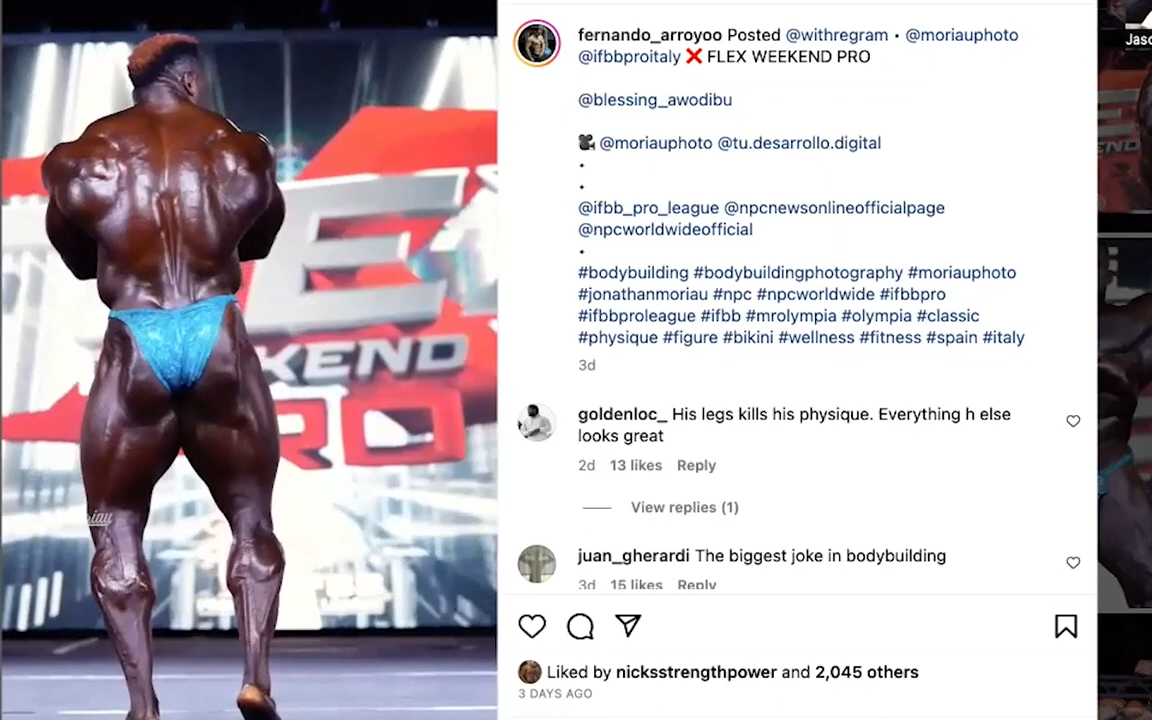 fernando_arroyoo Posted @withregram • @moriauphoto
@ifbbproitaly ❌ FLEX WEEKEND PRO
@blessing_awodibu
🎥 @moriauphoto @tu.desarrollo.digital
•
•
@ifbb_pro_league @npcnewsonlineofficialpage
@npcworldwideofficial
•
#bodybuilding #bodybuildingphotography #moriauphoto
#jonathanmoriau #npc #npcworldwide #ifbbpro
#ifbbproleague #ifbb #mrolympia #olympia #classic
#physique #figure #bikini #wellness #fitness #spain #italy
3d
goldenloc_ His legs kills his physique. Everything h else
looks great
2d 13 likes Reply
View replies (1)
juan_gherardi The biggest joke in bodybuilding
3d 15 likes Reply
Liked by nicksstrengthpower and 2,045 others
3 DAYS AGO
KEND
RO